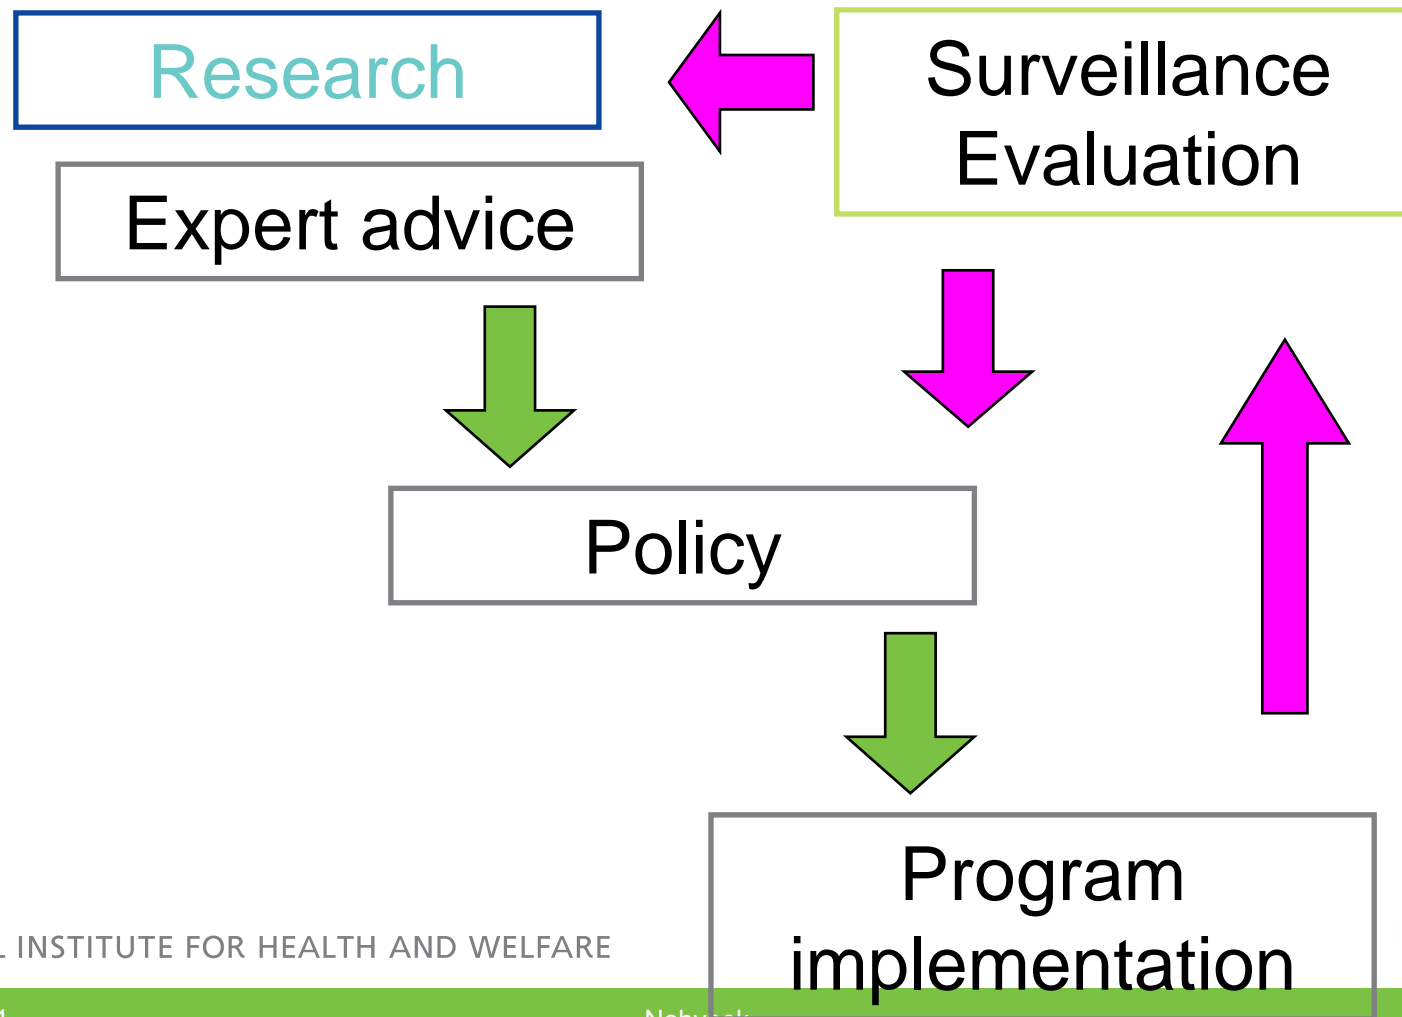 Research
Surveillance
Evaluation
Expert advice
Policy
Program
implementation
INSTITUTE FOR HEALTH AND WELFARE